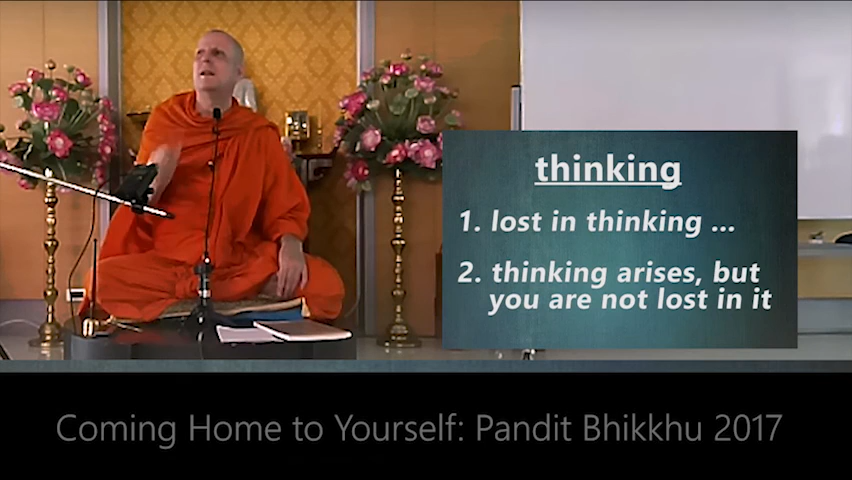 thinking
1. lost in thinking ...
2. thinking arises, but
you are not lost in it
Coming Home to Yourself: Pandit Bhikkhu 2017